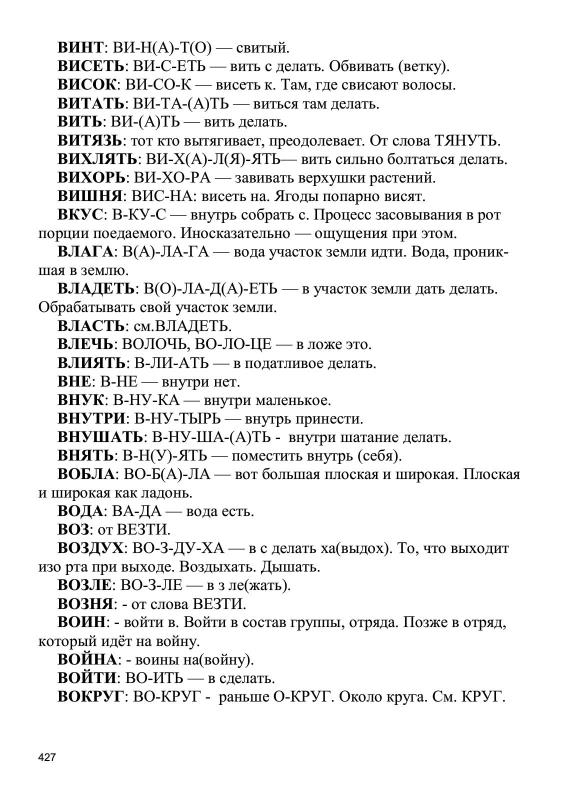 ВИНТ: ВИ-Н(А)-Т(О) — свитый.
ВИСЕТЬ: ВИ-С-ЕТЬ — вить с делать. Обвивать (ветку).
ВИСОК: ВИ-СО-К — висеть к. Там, где свисают волосы.
ВИТАТЬ: ВИ-ТА-(А)ТЬ — виться там делать.
ВИТЬ: ВИ-(А)ТЬ — вить делать.
ВИТЯЗЬ: тот кто вытягивает, преодолевает. От слова ТЯНУТЬ.
ВИХЛЯТЬ: ВИ-Х(А)-Л(Я)-ЯТЬ— вить сильно болтаться делать.
ВИХОРЬ: ВИ-ХО-РА — завивать верхушки растений.
ВИШНЯ: ВИС-НА: висеть на. Ягоды попарно висят.
ВКУС: В-КУ-С — внутрь собрать с. Процесс засовывания в рот
порции поедаемого. Иносказательно — ощущения при этом.
ВЛАГА: В(А)-ЛА-ГА — вода участок земли идти. Вода, проник-
шая в землю.
ВЛАДЕТЬ: В(О)-ЛА-Д(А)-ЕТЬ — в участок земли дать делать.
Обрабатывать свой участок земли.
ВЛАСТЬ: см.ВЛАДЕТЬ.
ВЛЕЧЬ: ВОЛОЧЬ, ВО-ЛО-ЦЕ — в ложе это.
ВЛИЯТЬ: В-ЛИ-АТЬ — в податливое делать.
ВНЕ: В-НЕ — внутри нет.
ВНУК: В-НУ-КА — внутри маленькое.
ВНУТРИ: В-НУ-ТЫРЬ — внутрь принести.
ВНУШАТЬ: В-НУ-ША-(А)ТЬ - внутри шатание делать.
ВНЯТЬ: В-Н(У)-ЯТЬ — поместить внутрь (себя).
ВОБЛА: ВО-Б(А)-ЛА — вот большая плоская и широкая. Плоская
и широкая как ладонь.
ВОДА: ВА-ДА — вода есть.
ВОЗ: от ВЕЗТИ.
ВОЗДУХ: ВО-З-ДУ-ХА — в с делать ха(выдох). То, что выходит
изо рта при выходе. Воздыхать. Дышать.
ВОЗЛЕ: ВО-З-ЛЕ — в з ле(жать).
ВОЗНЯ: - от слова ВЕЗТИ.
ВОИН: - войти в. Войти в состав группы, отряда. Позже в отряд,
который идёт на войну.
ВОЙНА: - воины на(войну).
ВОЙТИ: ВО-ИТЬ — в сделать.
ВОКРУГ: ВО-КРУГ - раньше О-КРУГ. Около круга. См. КРУГ.
427